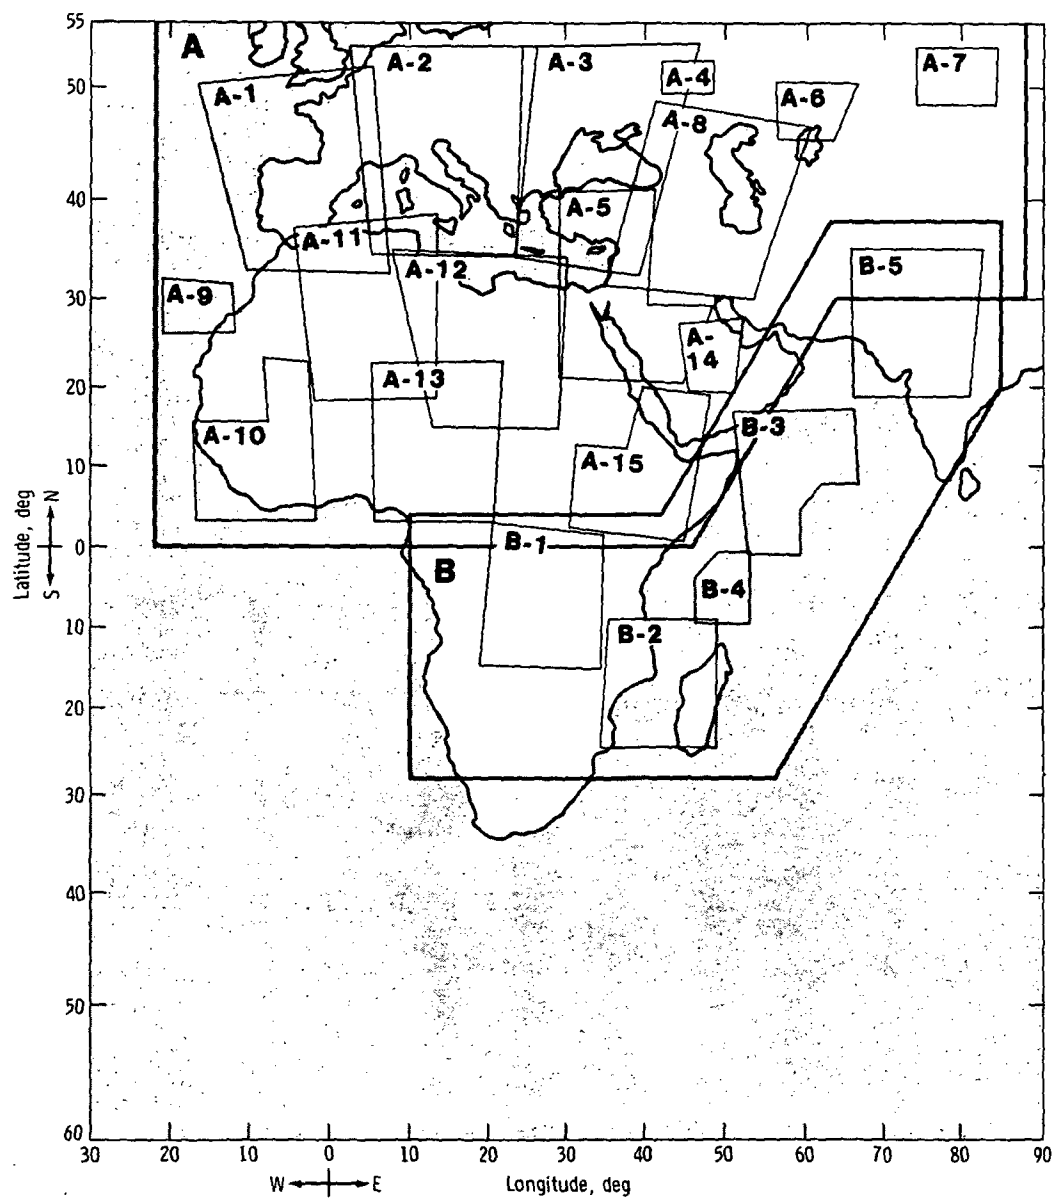 55
A
A-2
A-3
A-4
A-7
50
A-1
A-6
A-8
40
A-5
A-11
A-12
B-5
A-9
30
A-
14
20
A-13
A-10
B-3
10
A-15
Latitude, deg
S N
0
B-1
B
B-4
10
B-2
20
30
40
50
60
30 20 10 0 10 20 30 40 50 60 70 80 90
W E Longitude, deg